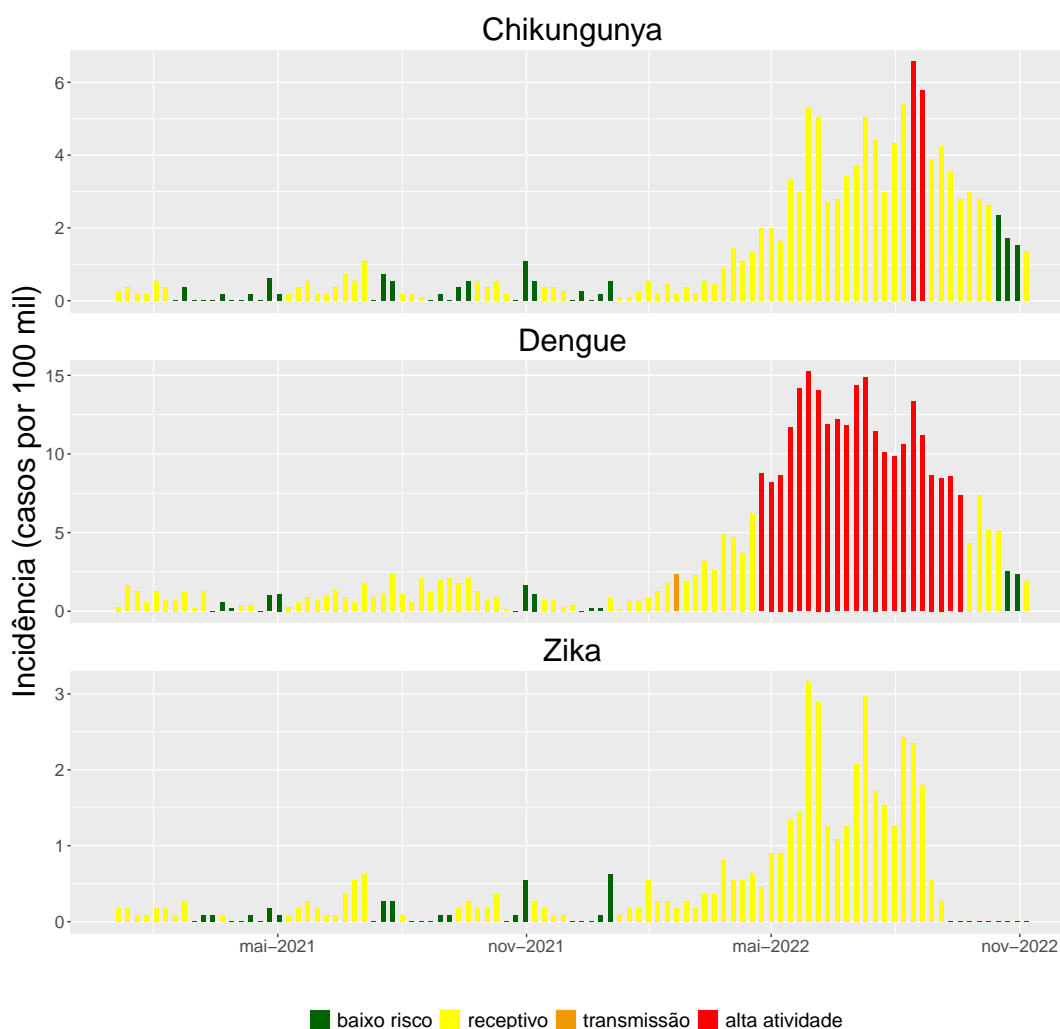 Chikungunya
6
4
2
0
Dengue
15
10
5
0
Zika
3
2
1
0
Incidência (casos por 100 mil)
mai−2021 nov−2021 mai−2022 nov−2022
baixo risco receptivo transmissão alta atividade